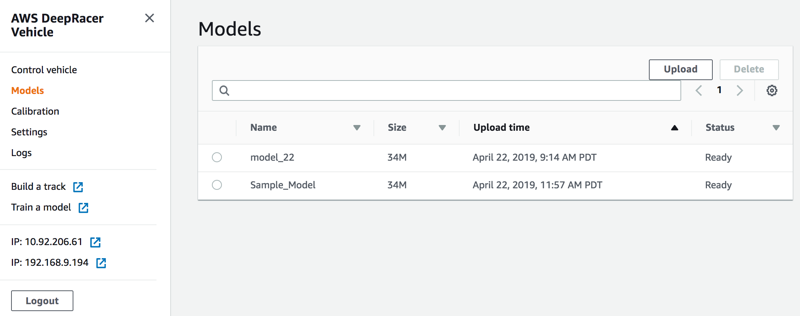 AWS DeepRacer
Vehicle
Control vehicle
Models
Calibration
Settings
Logs
Build a track
Train a model
IP: 10.92.206.61
IP: 192.168.9.194
Logout
Models
Upload Delete
1
Name Size Upload time Status
model_22 34M April 22, 2019, 9:14 AM PDT Ready
Sample_Model 34M April 22, 2019, 11:57 AM PDT Ready